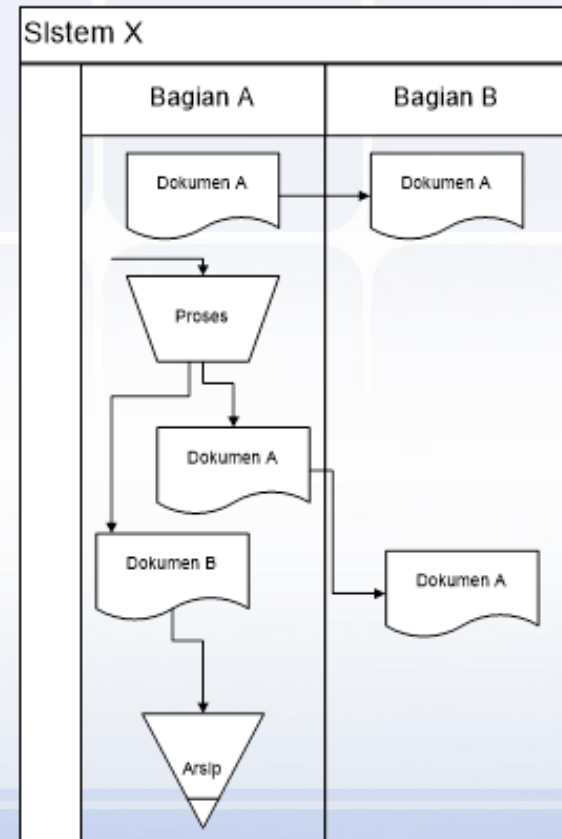 SIstem X
Bagian A
Bagian B
Dokumen A
Dokumen A
Proses
Dokumen A
Dokumen B
Dokumen A
Arsip